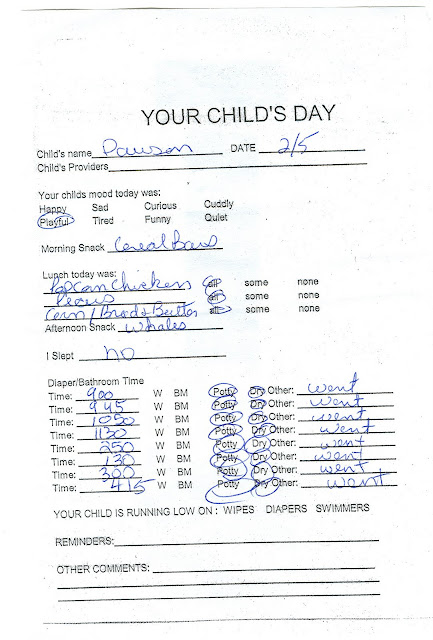 YOUR CHILD'S DAY
Child's name Dawson DATE 2/5
Child's Providers
Your childs mood today was:
Happy Sad Curious Cuddly
Playful Tired Funny Quiet
Morning Snack Cereal Bars
Lunch today was:
Popcorn Chicken all some none
Pears all some none
Corn / Bread + Butter all some none
Afternoon Snack Whales
I Slept no
Diaper/Bathroom Time
Time: 900 W BM Potty Dry Other: went
Time: 945 W BM Potty Dry Other: went
Time: 1050 W BM Potty Dry Other: went
Time: 1130 W BM Potty Dry Other: went
Time: 250 W BM Potty Dry Other: went
Time: 130 W BM Potty Dry Other: went
Time: 300 W BM Potty Dry Other: went
Time: 415 W BM Potty Dry Other: went
YOUR CHILD IS RUNNING LOW ON : WIPES DIAPERS SWIMMERS
REMINDERS:
OTHER COMMENTS: